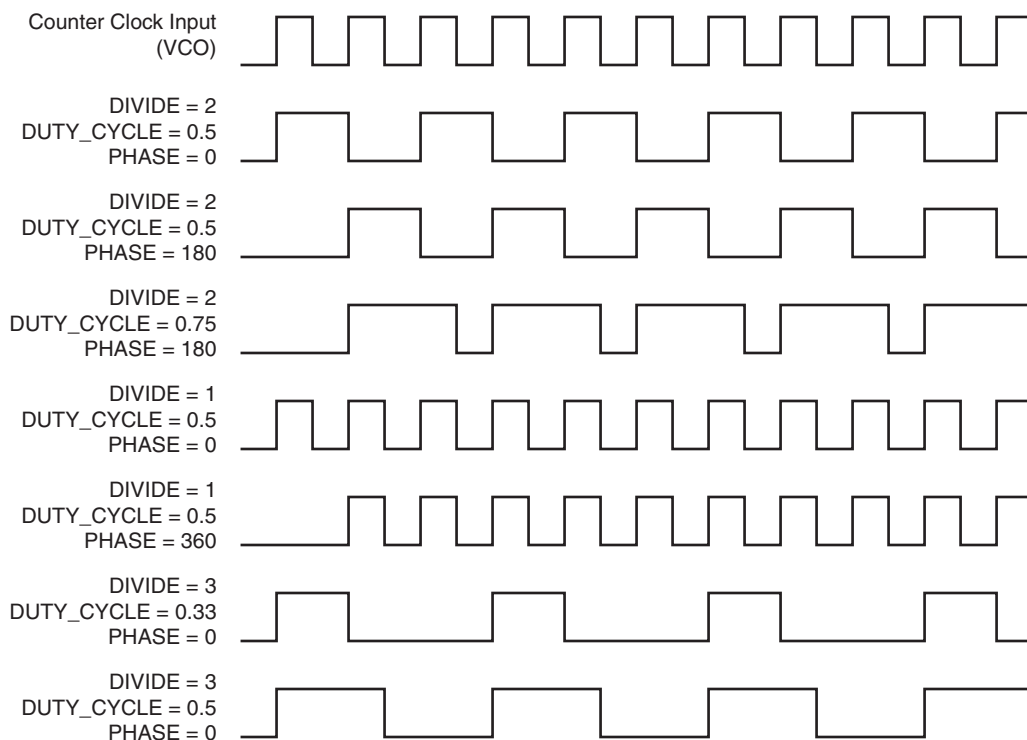 Counter Clock Input
(VCO)
DIVIDE = 2
DUTY_CYCLE = 0.5
PHASE = 0
DIVIDE = 2
DUTY_CYCLE = 0.5
PHASE = 180
DIVIDE = 2
DUTY_CYCLE = 0.75
PHASE = 180
DIVIDE = 1
DUTY_CYCLE = 0.5
PHASE = 0
DIVIDE = 1
DUTY_CYCLE = 0.5
PHASE = 360
DIVIDE = 3
DUTY_CYCLE = 0.33
PHASE = 0
DIVIDE = 3
DUTY_CYCLE = 0.5
PHASE = 0